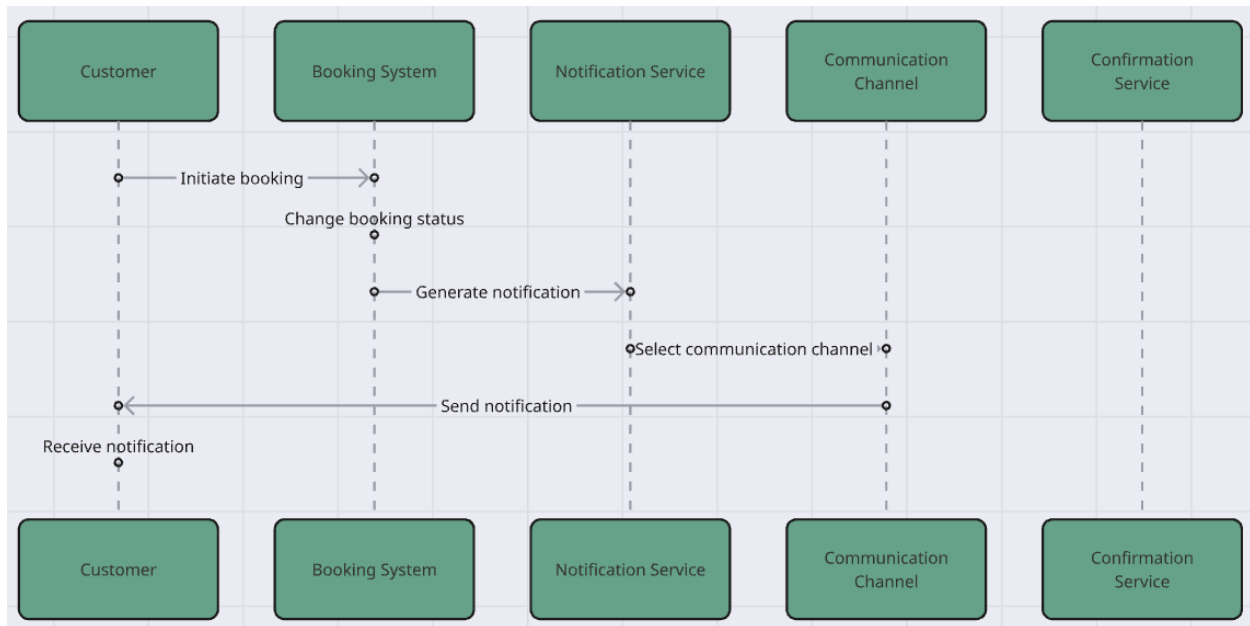 Customer
Booking System
Notification Service
Communication
Channel
Confirmation
Service
Initiate booking
Change booking status
Generate notification
Select communication channel
Send notification
Receive notification
Customer
Booking System
Notification Service
Communication
Channel
Confirmation
Service